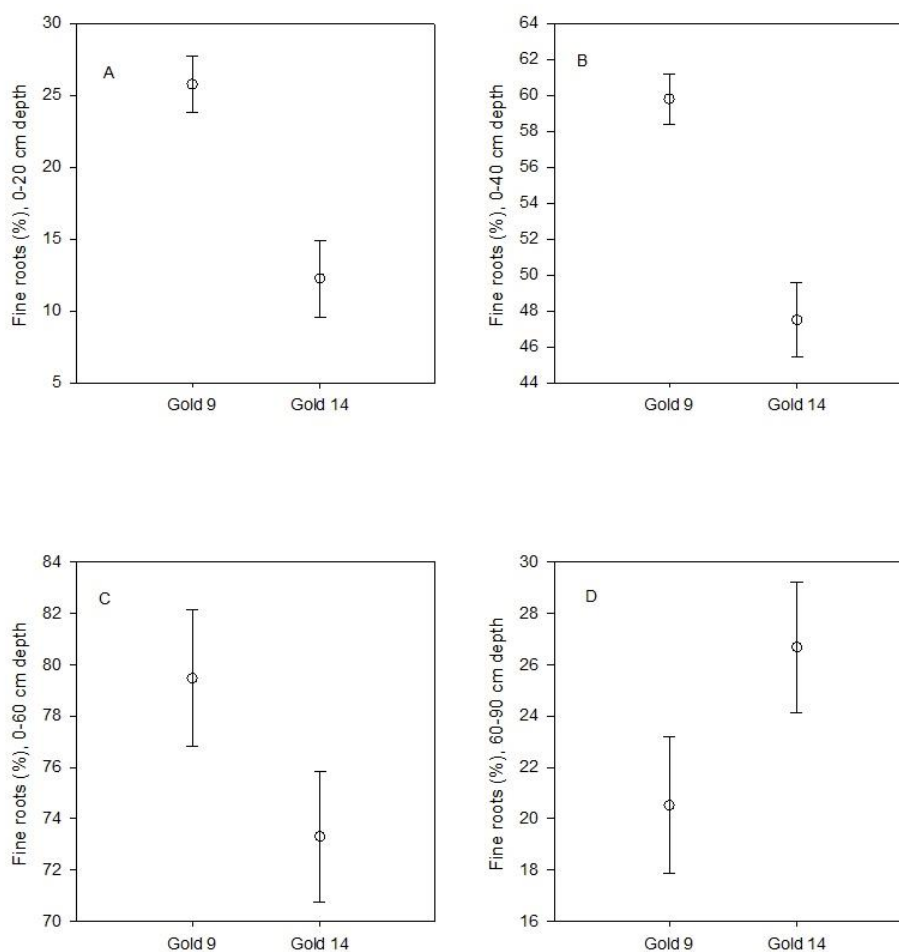 Fine roots (%), 0-20 cm depth
30
25
20
15
10
5
A
Gold 9
Gold 14
Fine roots (%), 0-40 cm depth
64
62
60
58
56
54
52
50
48
46
44
B
Gold 9
Gold 14
Fine roots (%), 0-60 cm depth
84
82
80
78
76
74
72
70
C
Gold 9
Gold 14
Fine roots (%), 60-90 cm depth
30
28
26
24
22
20
18
16
D
Gold 9
Gold 14